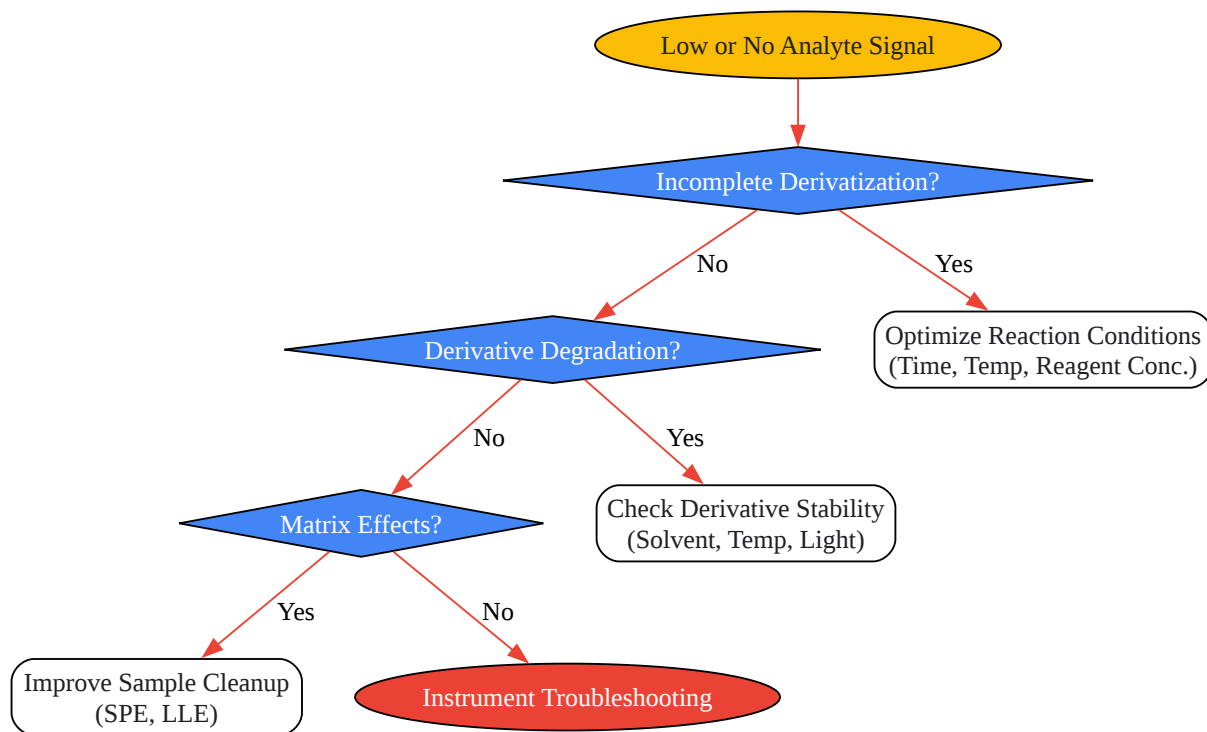 Low or No Analyte Signal
Incomplete Derivatization?
No
Yes
Optimize Reaction Conditions
(Time, Temp, Reagent Conc.)
Derivative Degradation?
No
Yes
Check Derivative Stability
(Solvent, Temp, Light)
Matrix Effects?
Yes
No
Improve Sample Cleanup
(SPE, LLE)
Instrument Troubleshooting